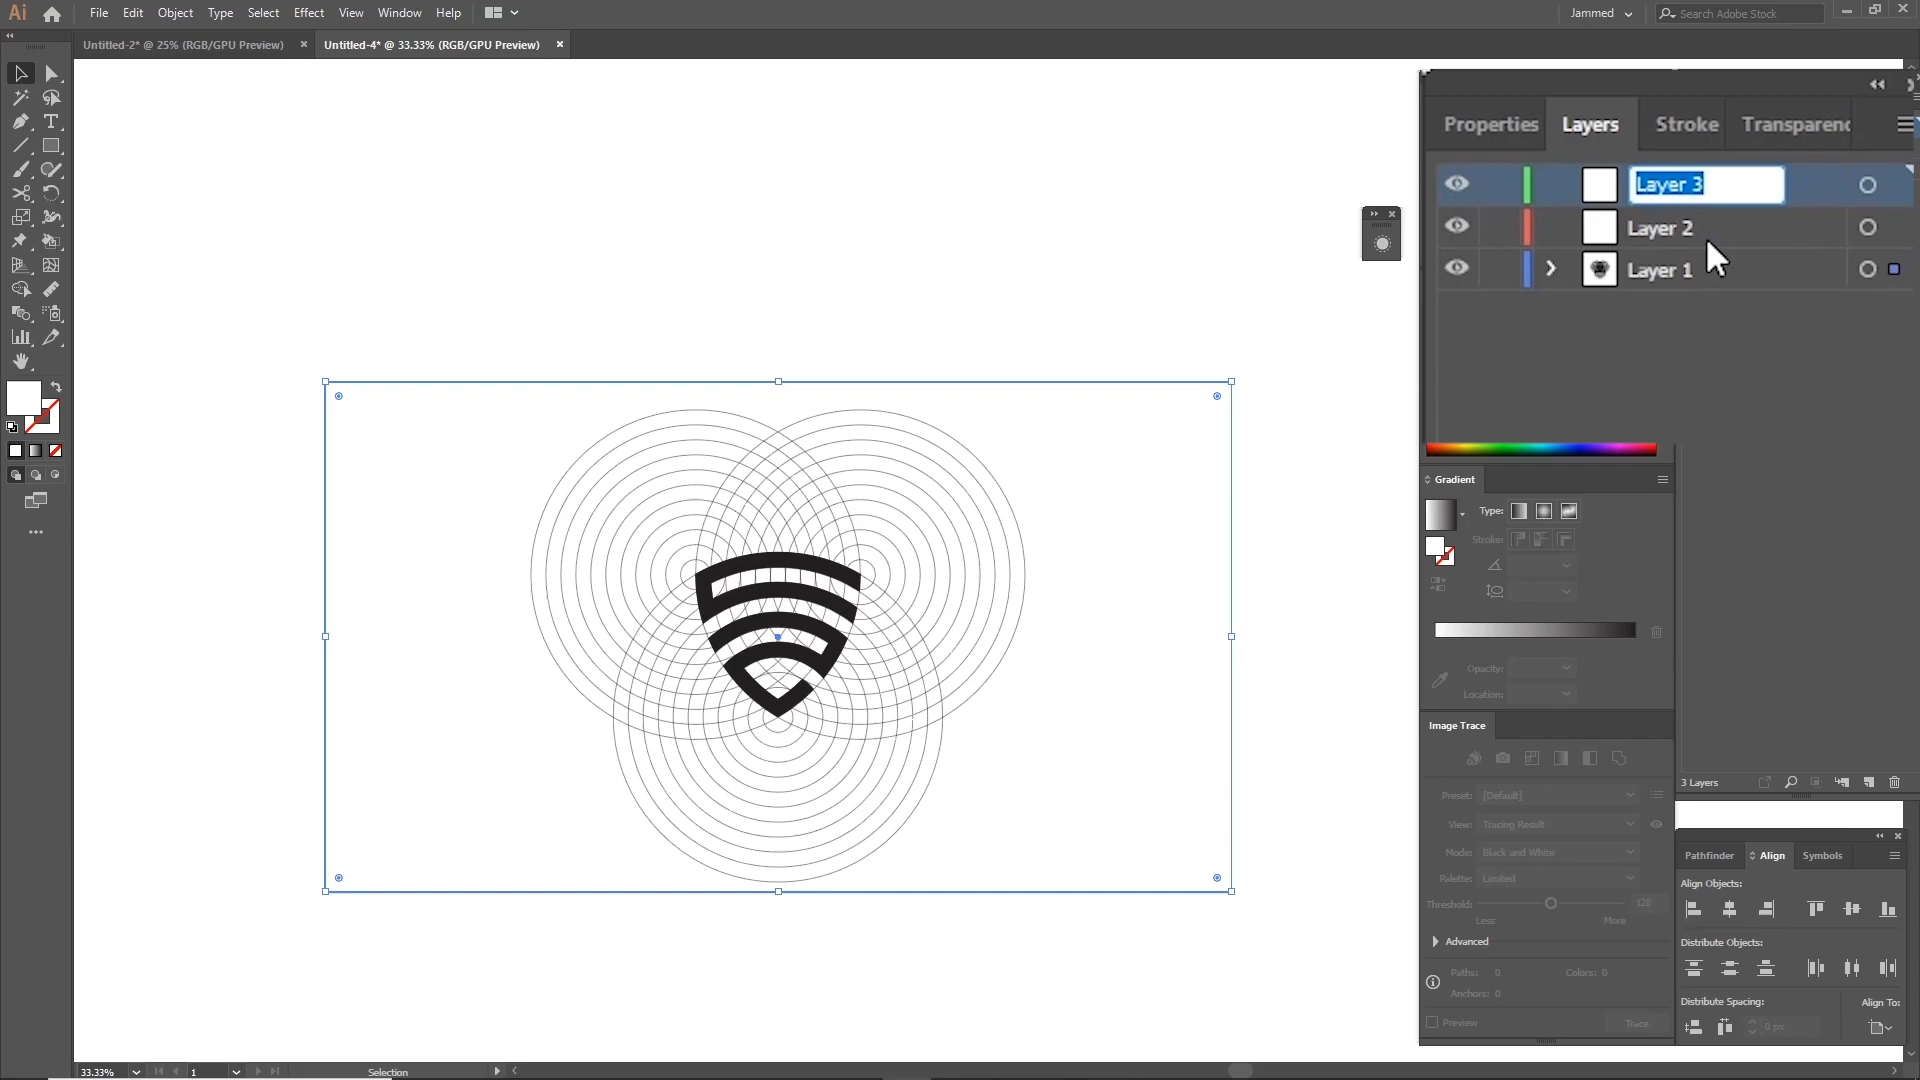 Ai File Edit Object Type Select Effect View Window Help Jammed Search Adobe Stock
Untitled-2* @ 25% (RGB/GPU Preview) × Untitled-4* @ 33.33% (RGB/GPU Preview) ×
Properties Layers Stroke Transparenc
Layer 3
Layer 2
Layer 1
Gradient
Type:
Stroke:
Opacity:
Location:
Image Trace
3 Layers
Preset: [Default]
View: Tracing Result
Mode: Black and White
Palette: Limited
Threshold: 128
Less More
Advanced
Paths: 0 Colors: 0
Anchors: 0
Preview Trace
Pathfinder Align Symbols
Align Objects:
Distribute Objects:
Distribute Spacing: Align To:
0 px
33.33% 1 Selection